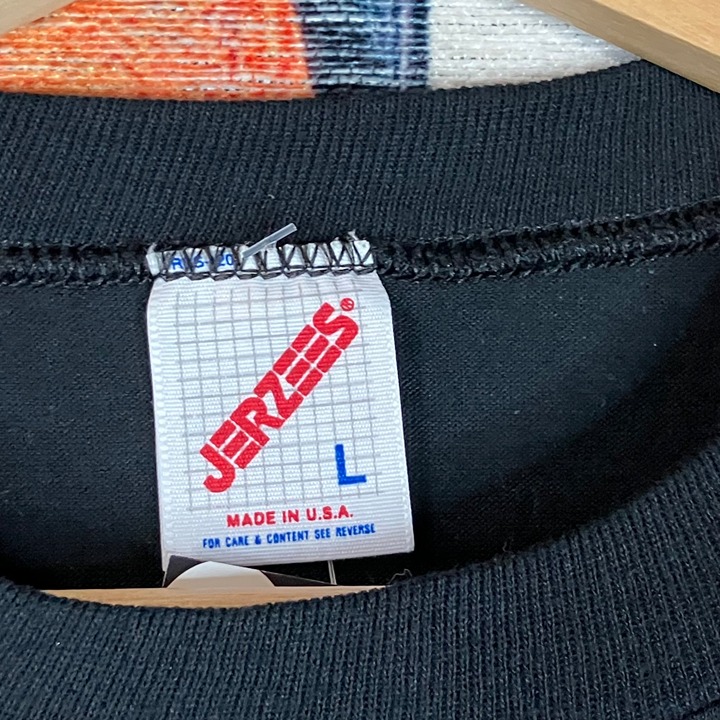 JERZEES®
L
MADE IN U.S.A.
FOR CARE & CONTENT SEE REVERSE